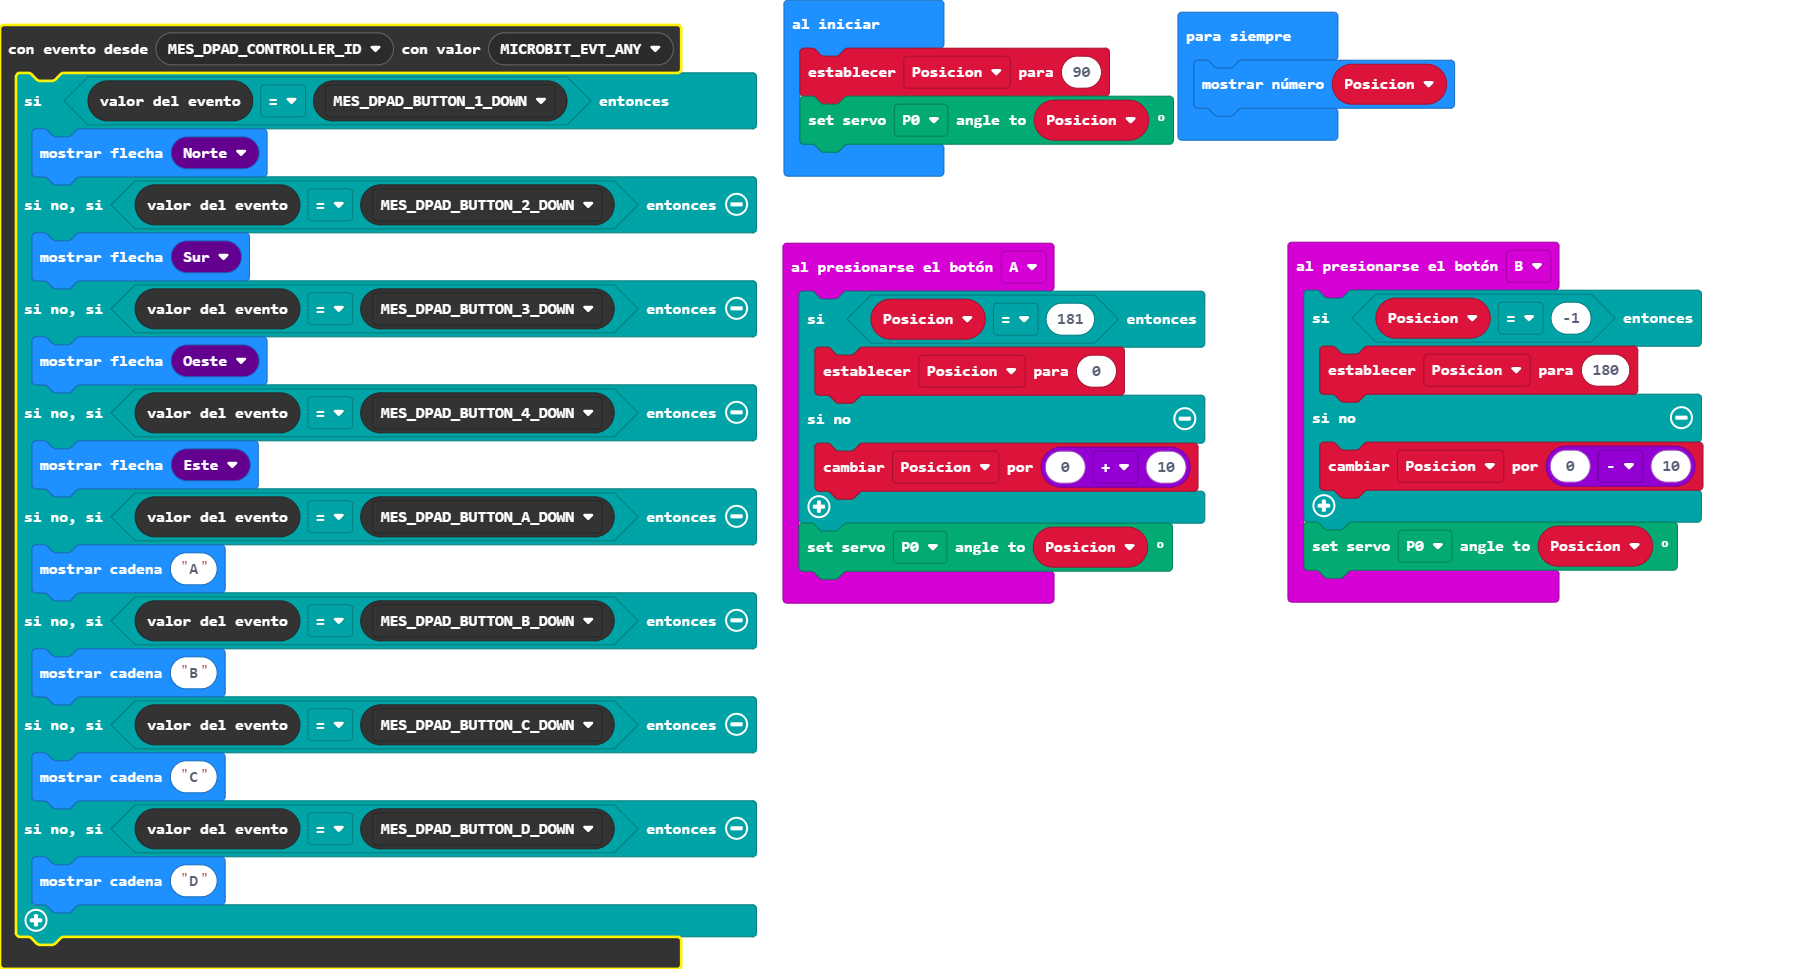 con evento desde MES_DPAD_CONTROLLER_ID con valor MICROBIT_EVT_ANY
si valor del evento = MES_DPAD_BUTTON_1_DOWN entonces
mostrar flecha Norte
si no, si valor del evento = MES_DPAD_BUTTON_2_DOWN entonces
mostrar flecha Sur
si no, si valor del evento = MES_DPAD_BUTTON_3_DOWN entonces
mostrar flecha Oeste
si no, si valor del evento = MES_DPAD_BUTTON_4_DOWN entonces
mostrar flecha Este
si no, si valor del evento = MES_DPAD_BUTTON_A_DOWN entonces
mostrar cadena "A"
si no, si valor del evento = MES_DPAD_BUTTON_B_DOWN entonces
mostrar cadena "B"
si no, si valor del evento = MES_DPAD_BUTTON_C_DOWN entonces
mostrar cadena "C"
si no, si valor del evento = MES_DPAD_BUTTON_D_DOWN entonces
mostrar cadena "D"
al iniciar
establecer Posicion para 90
set servo P0 angle to Posicion °
para siempre
mostrar número Posicion
al presionarse el botón A
si Posicion = 181 entonces
establecer Posicion para 0
si no
cambiar Posicion por 0 + 10
set servo P0 angle to Posicion °
al presionarse el botón B
si Posicion = -1 entonces
establecer Posicion para 180
si no
cambiar Posicion por 0 - 10
set servo P0 angle to Posicion °